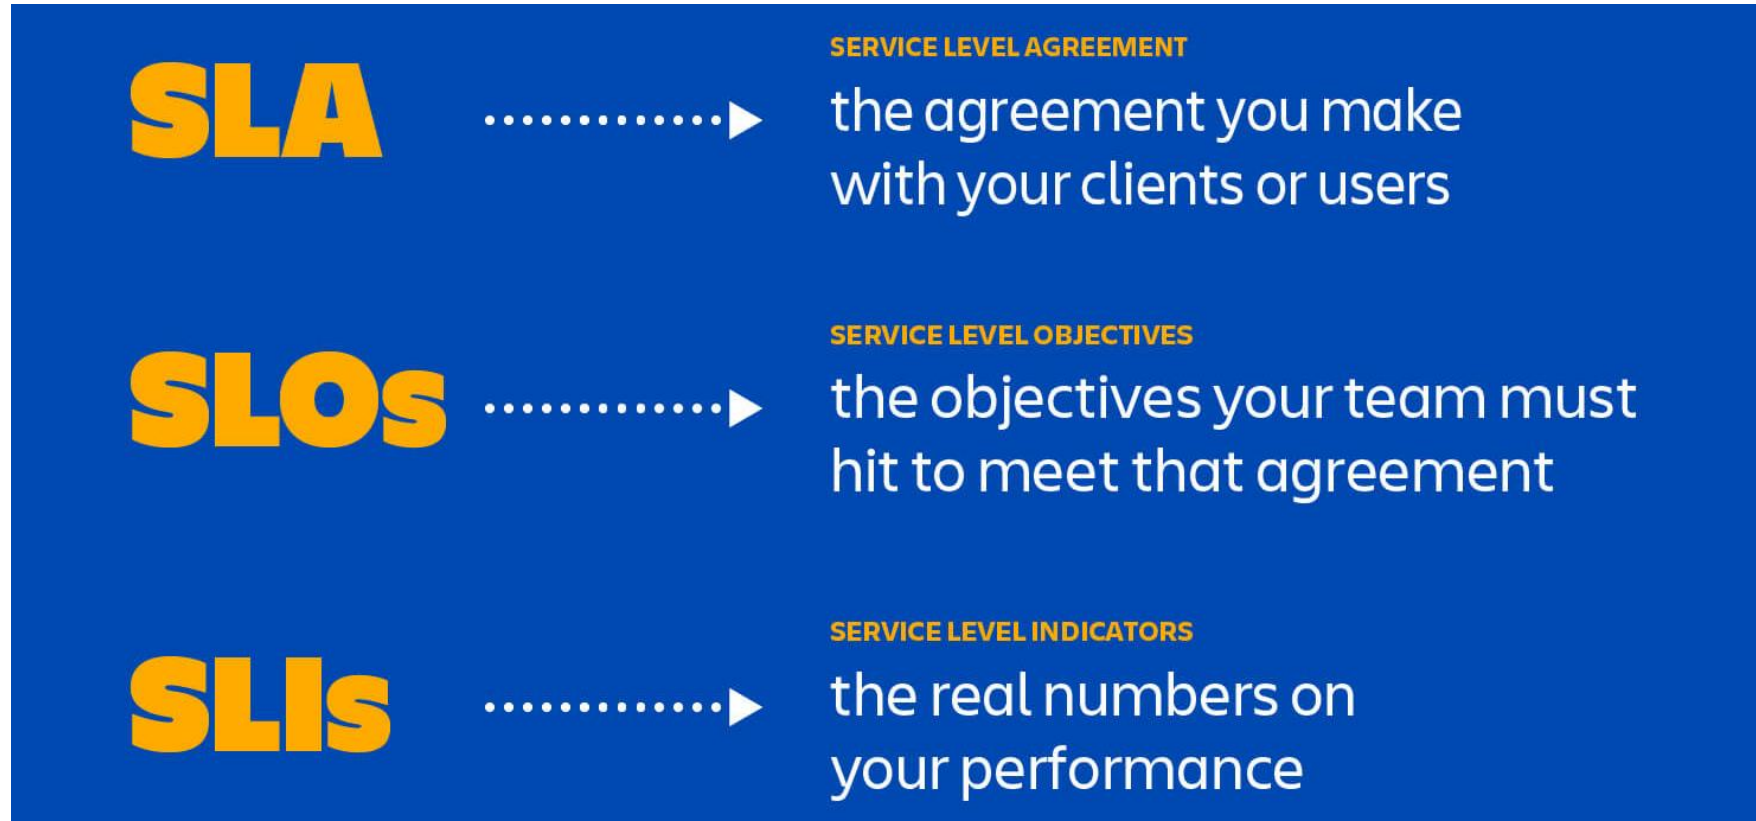 SLA
SERVICE LEVEL AGREEMENT
the agreement you make
with your clients or users
SLOs
SERVICE LEVEL OBJECTIVES
the objectives your team must
hit to meet that agreement
SLIs
SERVICE LEVEL INDICATORS
the real numbers on
your performance